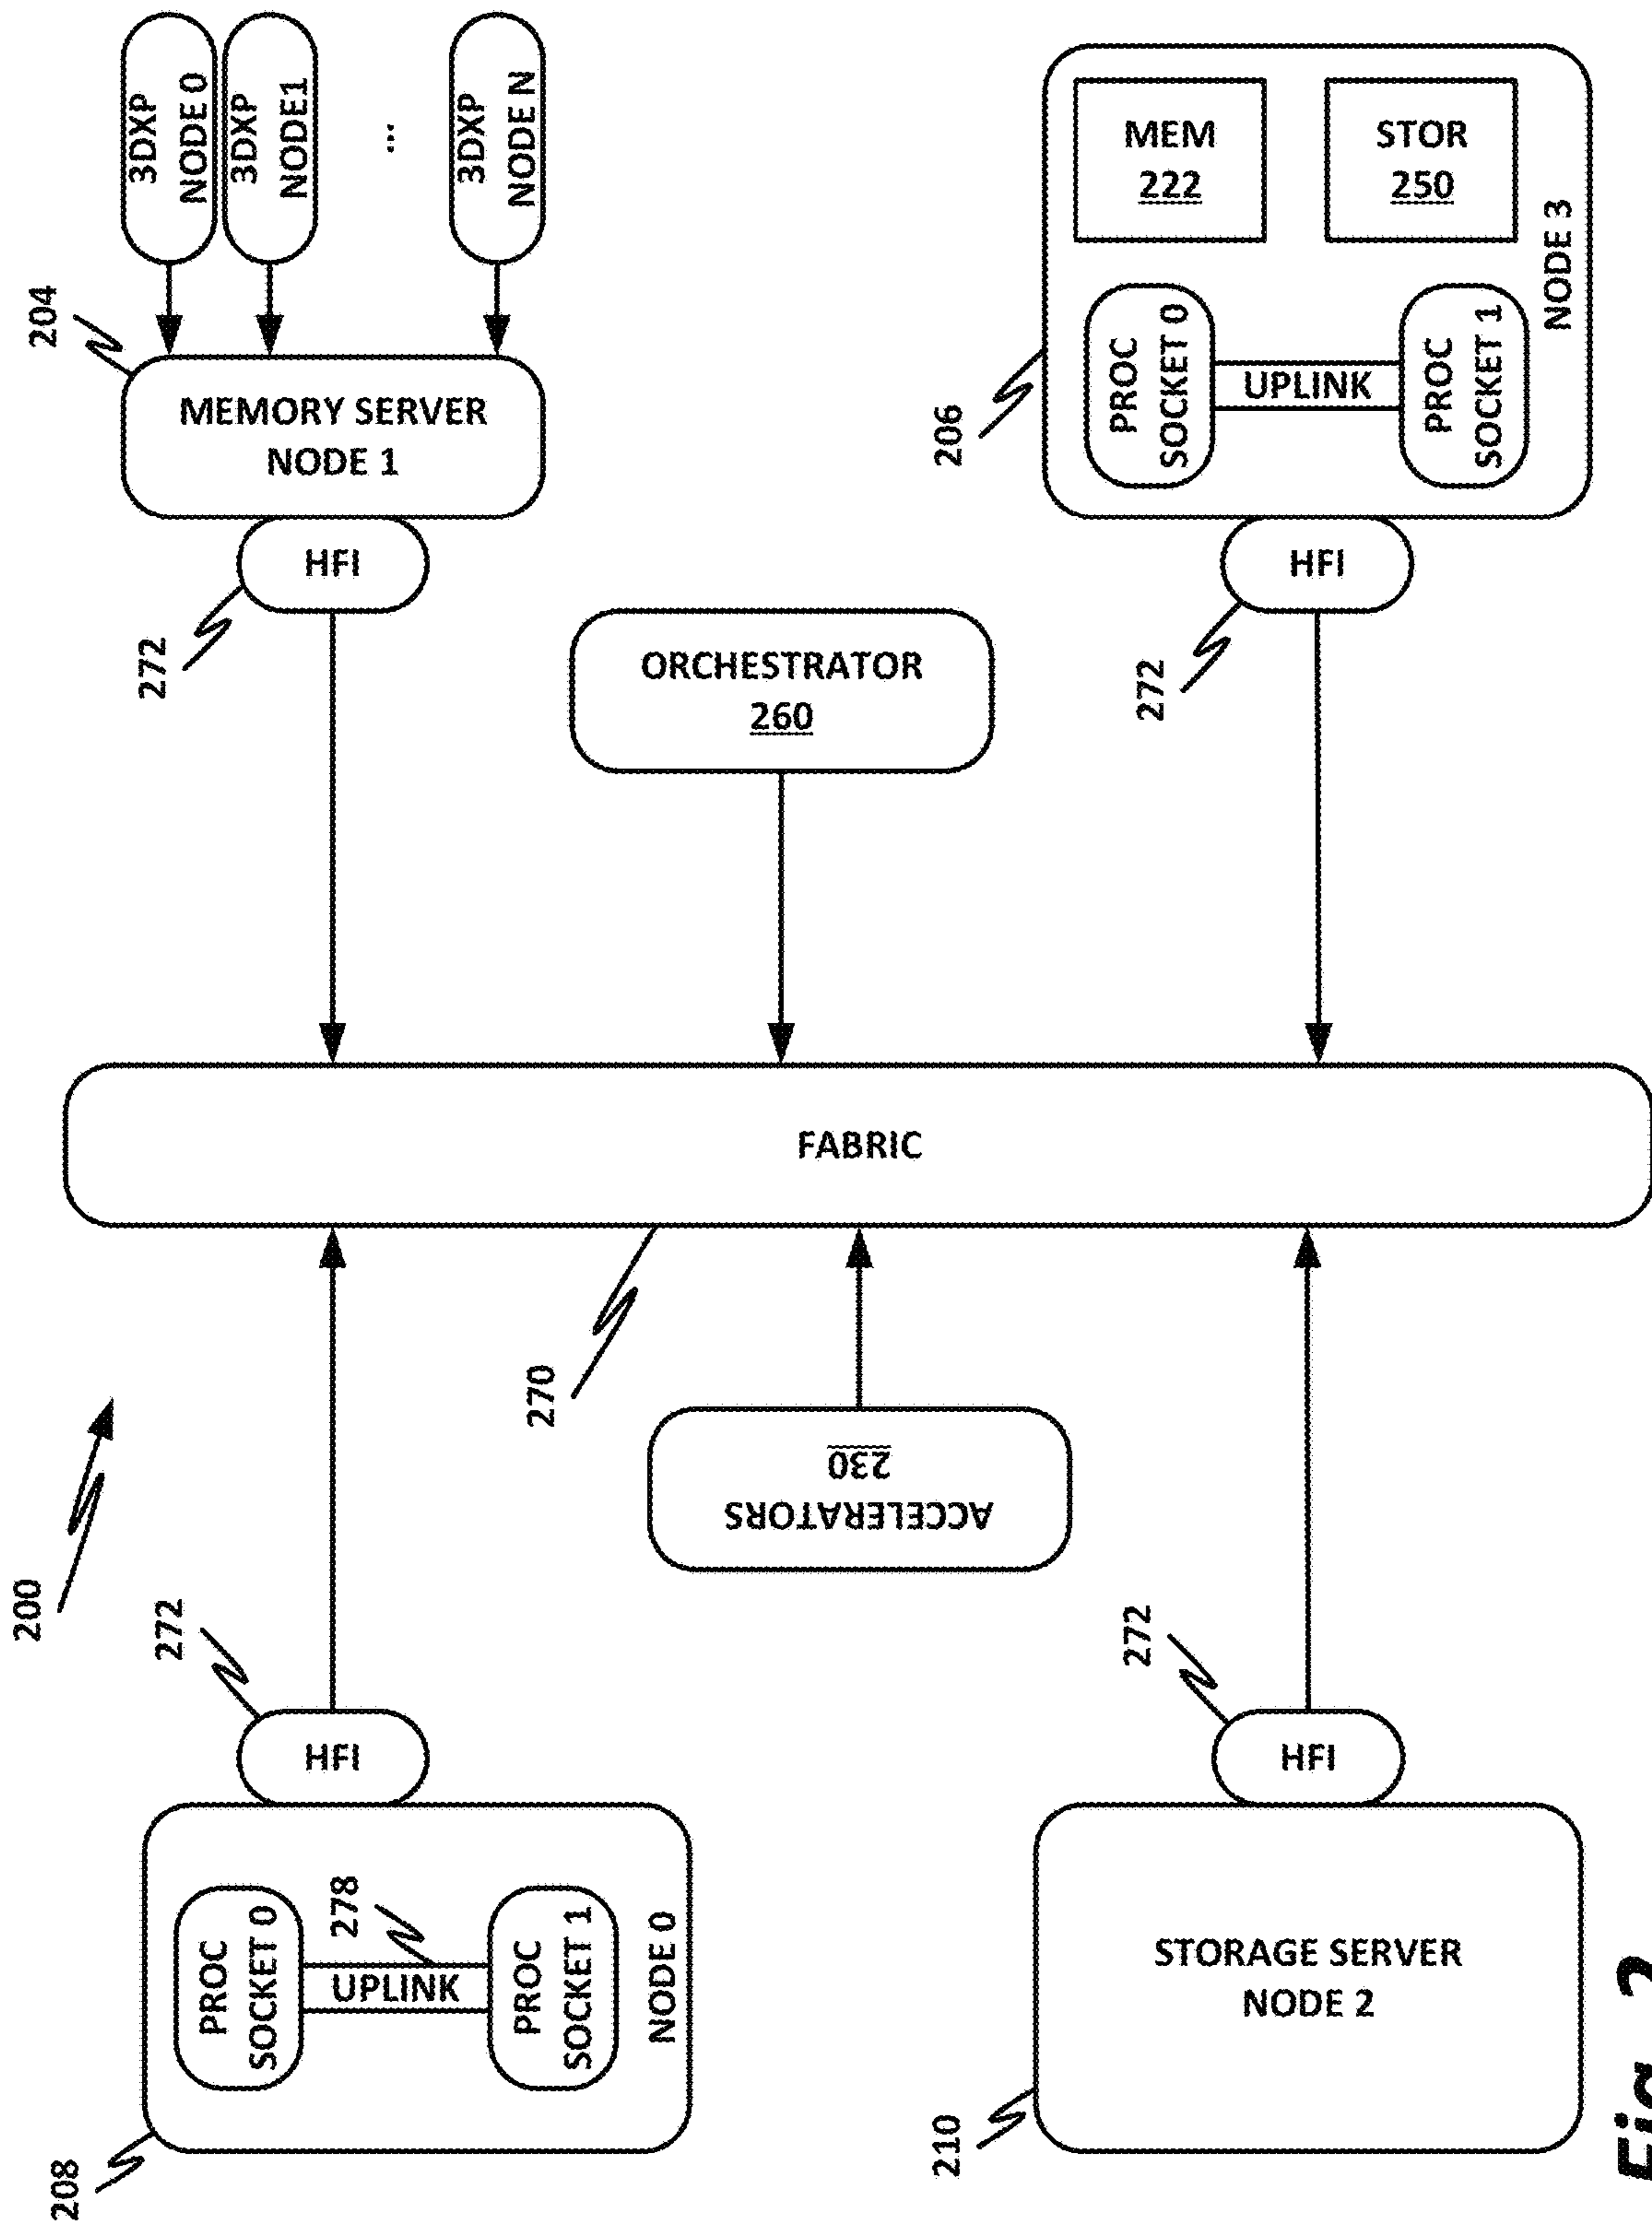 3DXP
NODE 0
3DXP
NODE1
...
3DXP
NODE N
204
MEMORY SERVER
NODE 1
HFI
272
ORCHESTRATOR
260
206
MEM
222
STOR
250
PROC
SOCKET 0
UPLINK
PROC
SOCKET 1
NODE 3
HFI
272
FABRIC
270
200
ACCELERATORS
230
272
HFI
PROC
SOCKET 0
278
UPLINK
PROC
SOCKET 1
NODE 0
208
272
HFI
STORAGE SERVER
NODE 2
210
Fig. 2